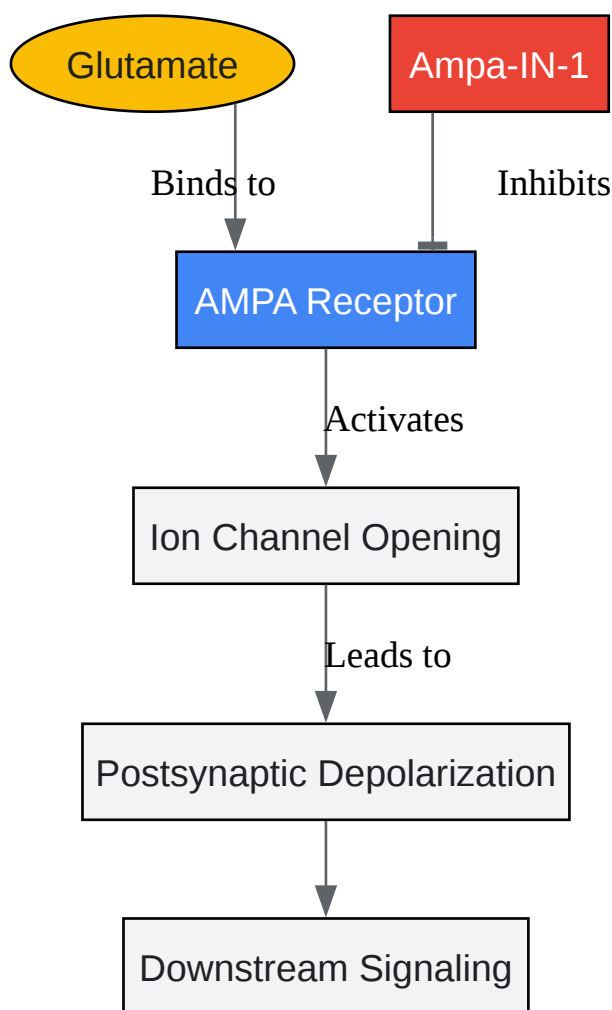 Glutamate
Ampa-IN-1
Binds to
Inhibits
AMPA Receptor
Activates
Ion Channel Opening
Leads to
Postsynaptic Depolarization
Downstream Signaling